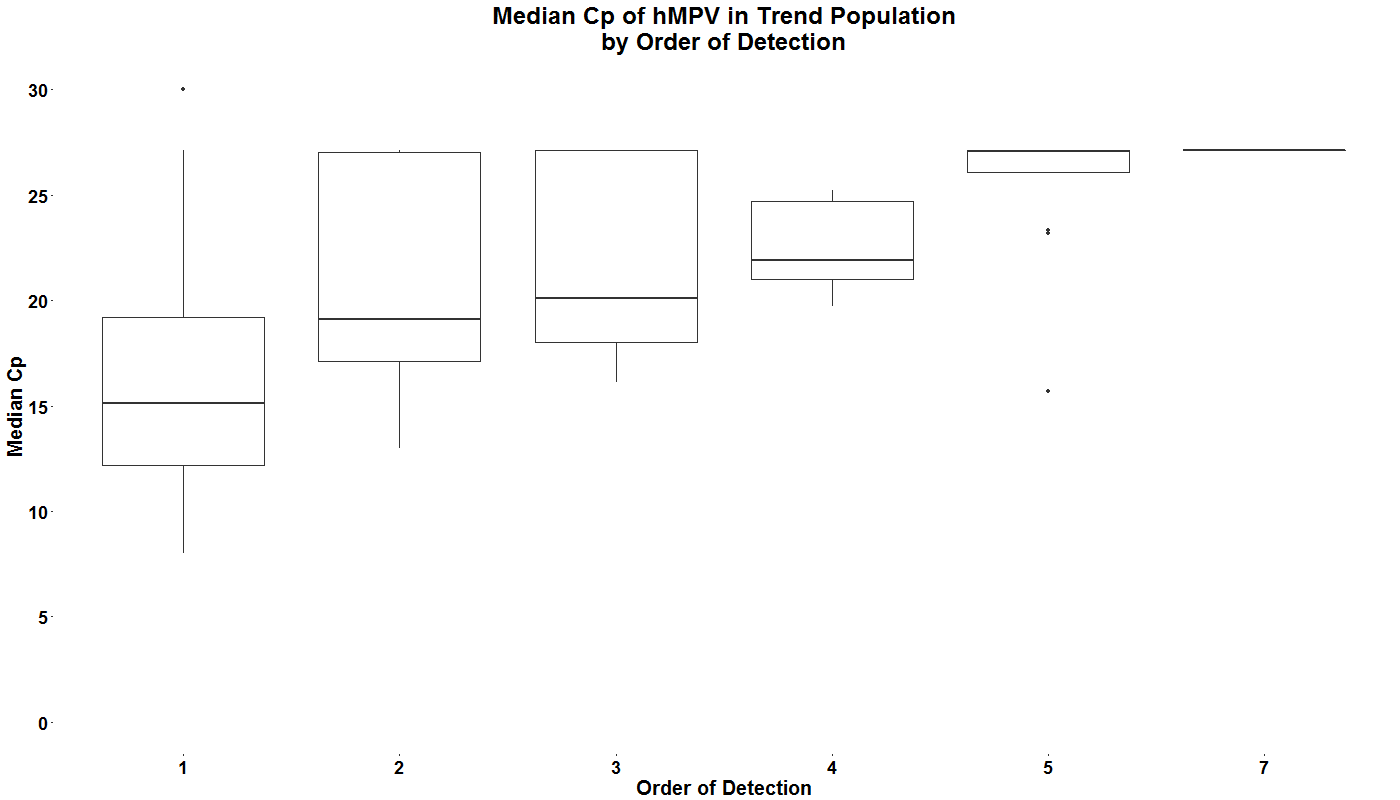 Median Cp of hMPV in Trend Population
by Order of Detection
Median Cp
30
25
20
15
10
5
0
1 2 3 4 5 7
Order of Detection